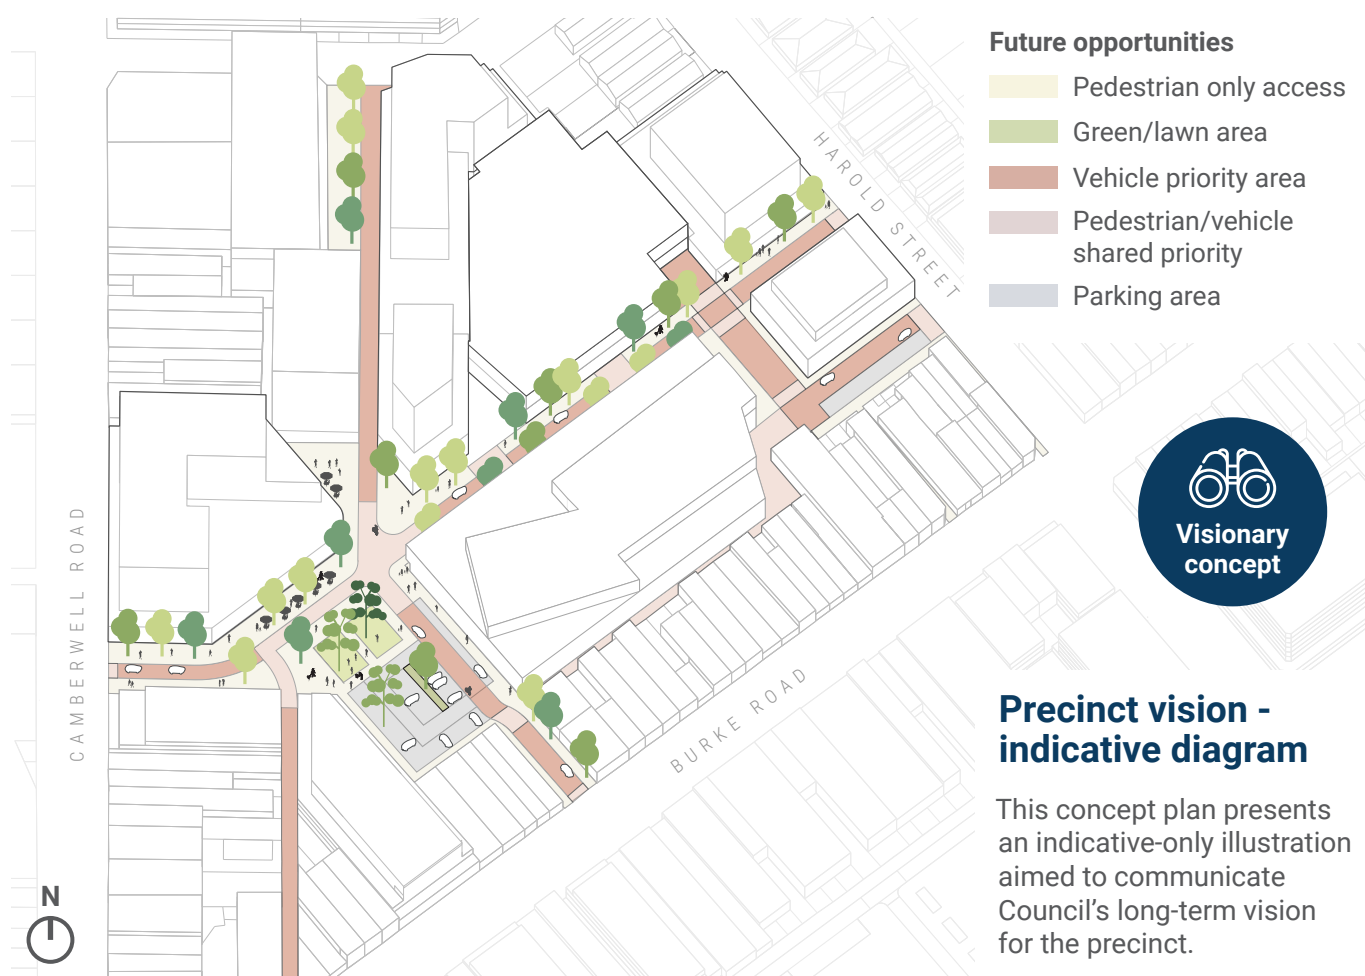 Future opportunities
Pedestrian only access
Green/lawn area
Vehicle priority area
Pedestrian/vehicle
shared priority
Parking area
HAROLD STREET
CAMBERWELL ROAD
BURKE ROAD
Visionary
concept
Precinct vision -
indicative diagram
This concept plan presents
an indicative-only illustration
aimed to communicate
Council’s long-term vision
for the precinct.
N